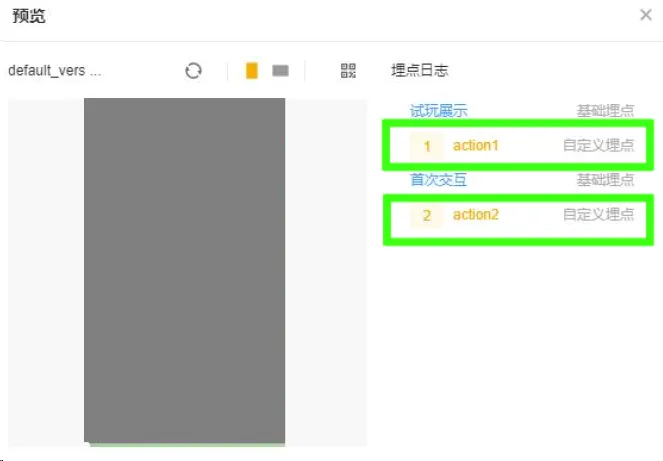 预览
default_vers ...
埋点日志
试玩展示 基础埋点
1 action1 自定义埋点
首次交互 基础埋点
2 action2 自定义埋点